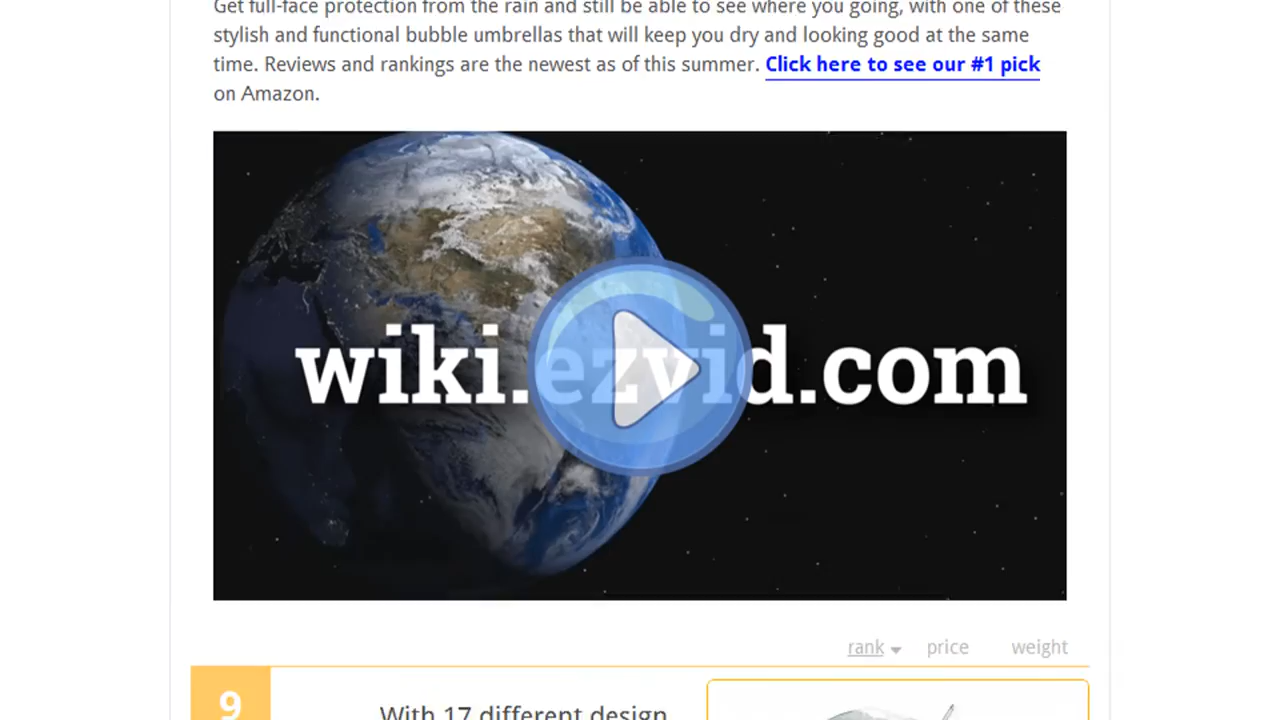 Get full-face protection from the rain and still be able to see where you going, with one of these
stylish and functional bubble umbrellas that will keep you dry and looking good at the same
time. Reviews and rankings are the newest as of this summer. Click here to see our #1 pick
on Amazon.
wiki.ezvid.com
rank price weight
9
With 17 different design